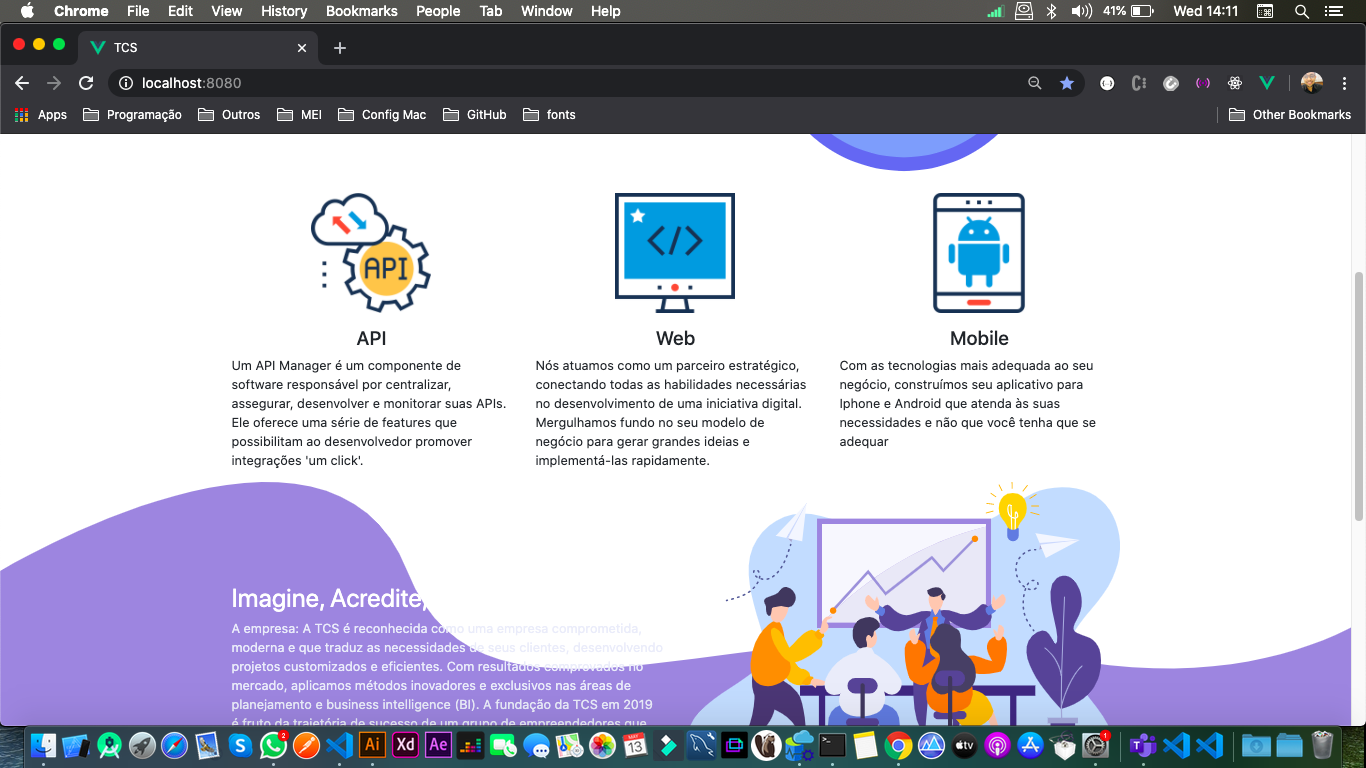 Chrome File Edit View History Bookmarks People Tab Window Help 41% Wed 14:11
TCS
localhost:8080
Apps Programação Outros MEI Config Mac GitHub fonts Other Bookmarks
API
</>
API
Um API Manager é um componente de
software responsável por centralizar,
assegurar, desenvolver e monitorar suas APIs.
Ele oferece uma série de features que
possibilitam ao desenvolvedor promover
integrações 'um click'.
Web
Nós atuamos como um parceiro estratégico,
conectando todas as habilidades necessárias
no desenvolvimento de uma iniciativa digital.
Mergulhamos fundo no seu modelo de
negócio para gerar grandes ideias e
implementá-las rapidamente.
Mobile
Com as tecnologias mais adequada ao seu
negócio, construímos seu aplicativo para
Iphone e Android que atenda às suas
necessidades e não que você tenha que se
adequar
Imagine, Acredite,
A empresa: A TCS é reconhecida como uma empresa comprometida,
moderna e que traduz as necessidades de seus clientes, desenvolvendo
projetos customizados e eficientes. Com resultados comprovados no
mercado, aplicamos métodos inovadores e exclusivos nas áreas de
planejamento e business intelligence (BI). A fundação da TCS em 2019
é fruto da trajetória de sucesso de um grupo de empreendedores que
2 Ai Xd Ae 13 tv 1